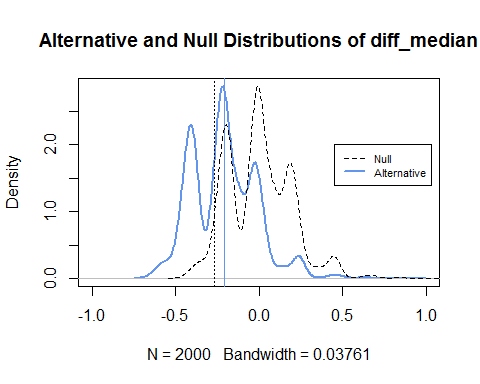 Alternative and Null Distributions of diff_median
Density
0.0
1.0
2.0
Null
Alternative
-1.0
-0.5
0.0
0.5
1.0
N = 2000 Bandwidth = 0.03761